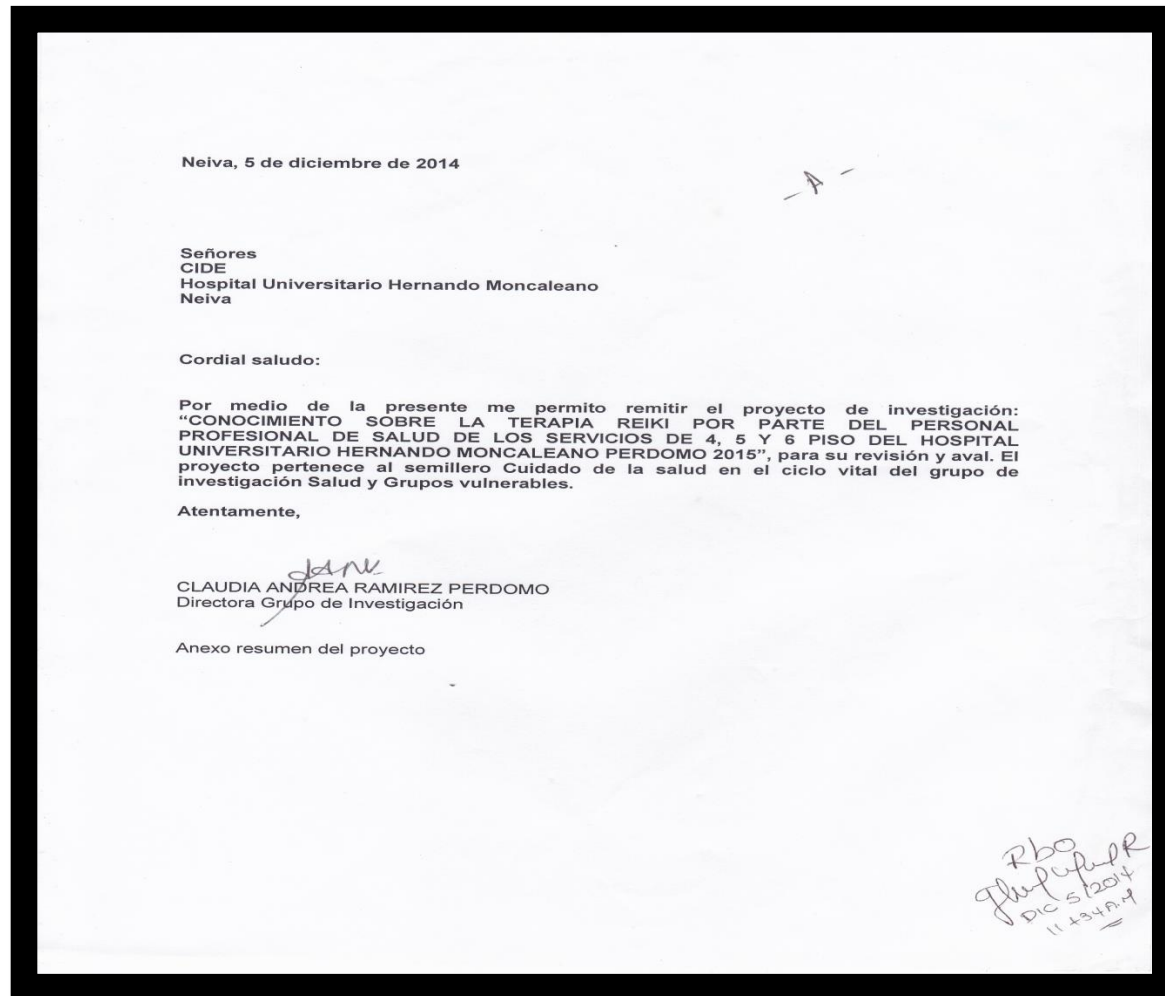 Neiva, 5 de diciembre de 2014
- A -
Señores
CIDE
Hospital Universitario Hernando Moncaleano
Neiva
Cordial saludo:
Por medio de la presente me permito remitir el proyecto de investigación:
“CONOCIMIENTO SOBRE LA TERAPIA REIKI POR PARTE DEL PERSONAL
PROFESIONAL DE SALUD DE LOS SERVICIOS DE 4, 5 Y 6 PISO DEL HOSPITAL
UNIVERSITARIO HERNANDO MONCALEANO PERDOMO 2015”, para su revisión y aval. El
proyecto pertenece al semillero Cuidado de la salud en el ciclo vital del grupo de
investigación Salud y Grupos vulnerables.
Atentamente,
CLAUDIA ANDREA RAMIREZ PERDOMO
Directora Grupo de Investigación
Anexo resumen del proyecto
Rbo
DIC 5/2014